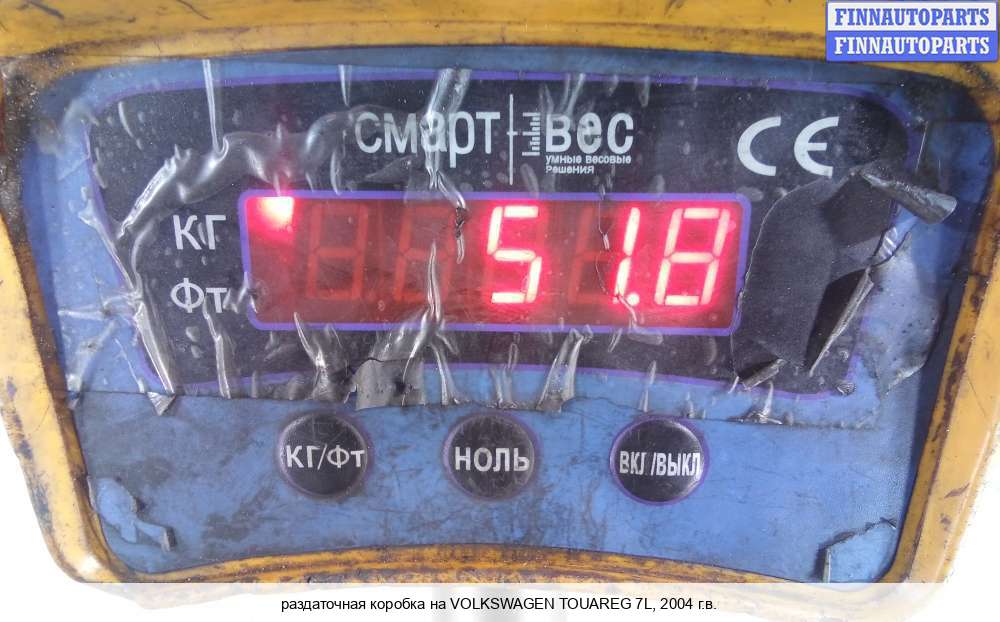 FINNAUTOPARTS
FINNAUTOPARTS
смарт вес
умные весовые
решения
CE
КГ
Фт
51.8
КГ/Фт
НОЛЬ
ВКЛ/ВЫКЛ
раздаточная коробка на VOLKSWAGEN TOUAREG 7L, 2004 г.в.